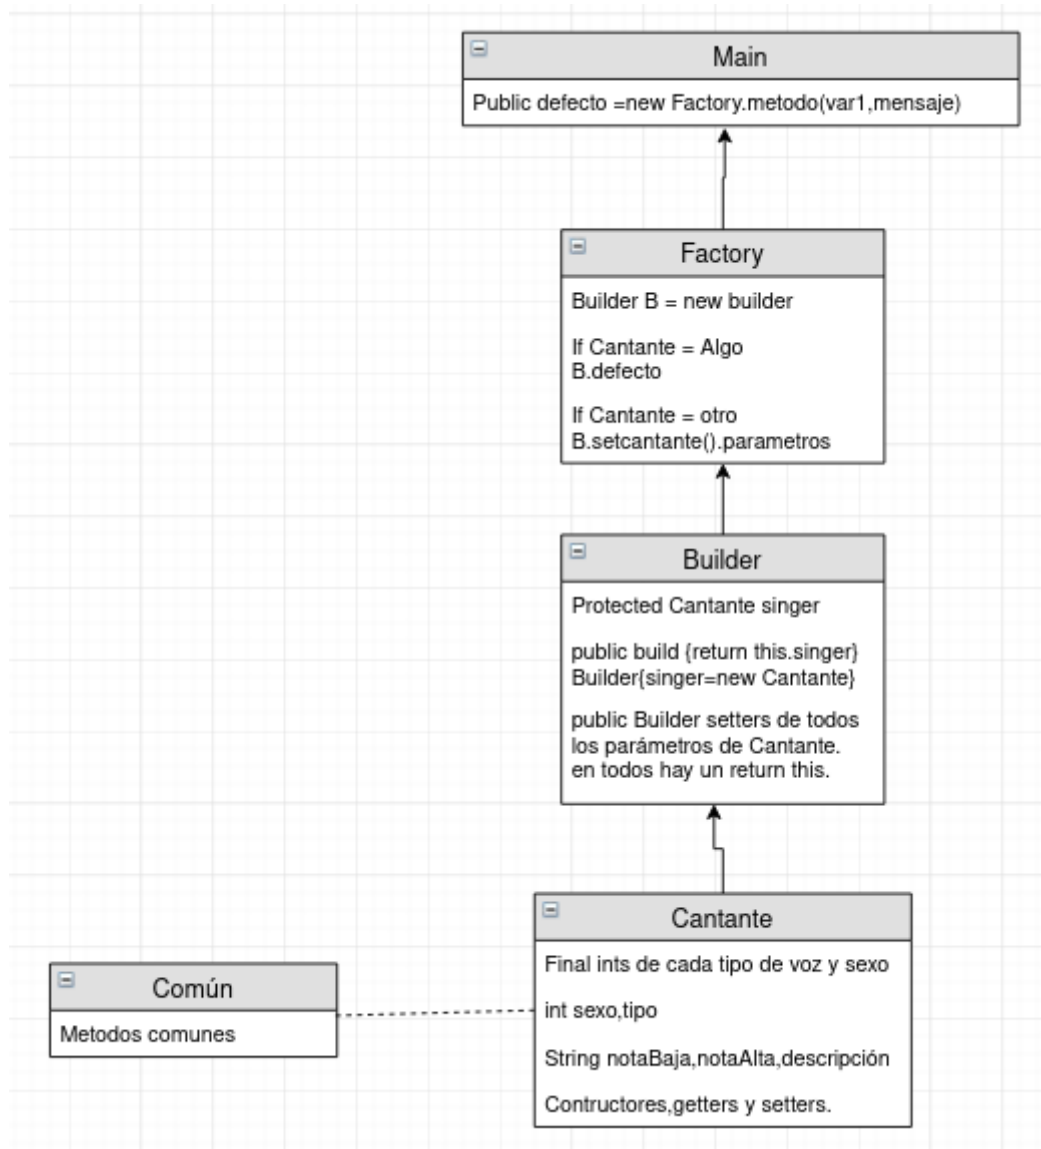 Main
Public defecto =new Factory.metodo(var1,mensaje)
Factory
Builder B = new builder
If Cantante = Algo
B.defecto
If Cantante = otro
B.setcantante().parametros
Builder
Protected Cantante singer
public build {return this.singer}
Builder{singer=new Cantante}
public Builder setters de todos
los parámetros de Cantante.
en todos hay un return this.
Cantante
Final ints de cada tipo de voz y sexo
int sexo,tipo
String notaBaja,notaAlta,descripción
Contructores,getters y setters.
Común
Metodos comunes